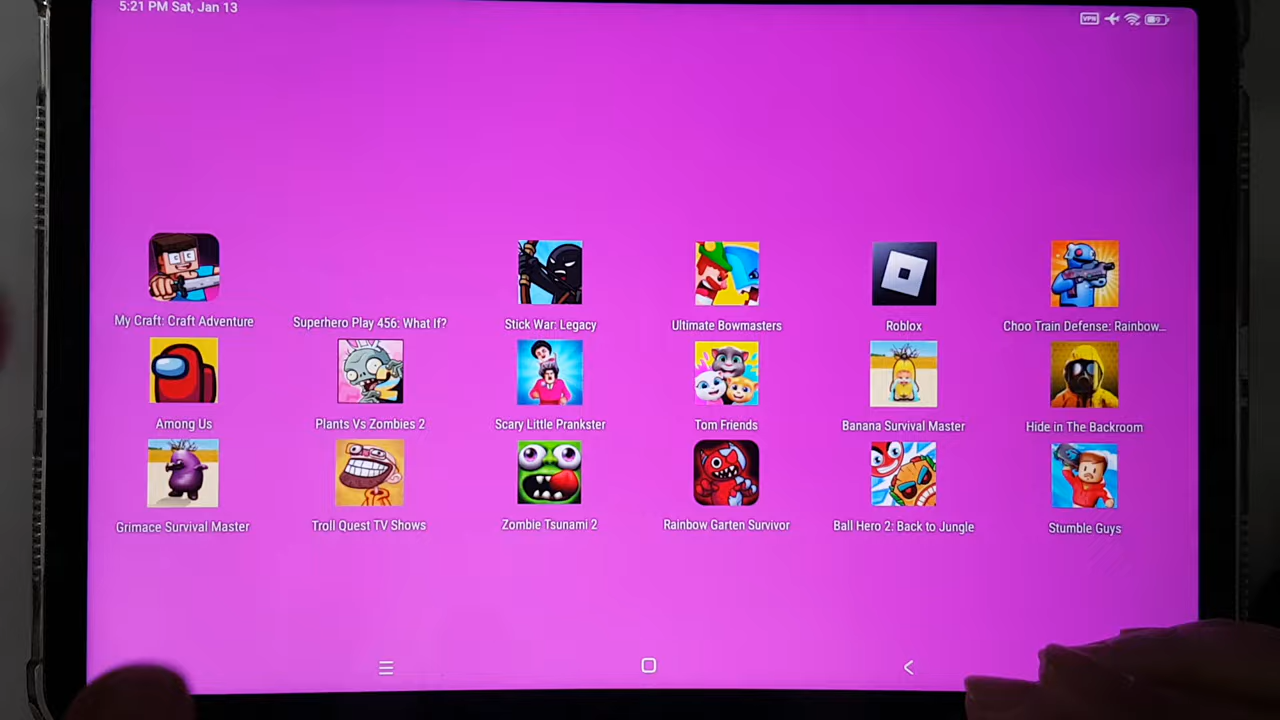 5:21 PM Sat, Jan 13
VPN
My Craft: Craft Adventure
Superhero Play 456: What If?
Stick War: Legacy
Ultimate Bowmasters
Roblox
Choo Train Defense: Rainbow...
Among Us
Plants Vs Zombies 2
Scary Little Prankster
Tom Friends
Banana Survival Master
Hide in The Backroom
Grimace Survival Master
Troll Quest TV Shows
Zombie Tsunami 2
Rainbow Garten Survivor
Ball Hero 2: Back to Jungle
Stumble Guys